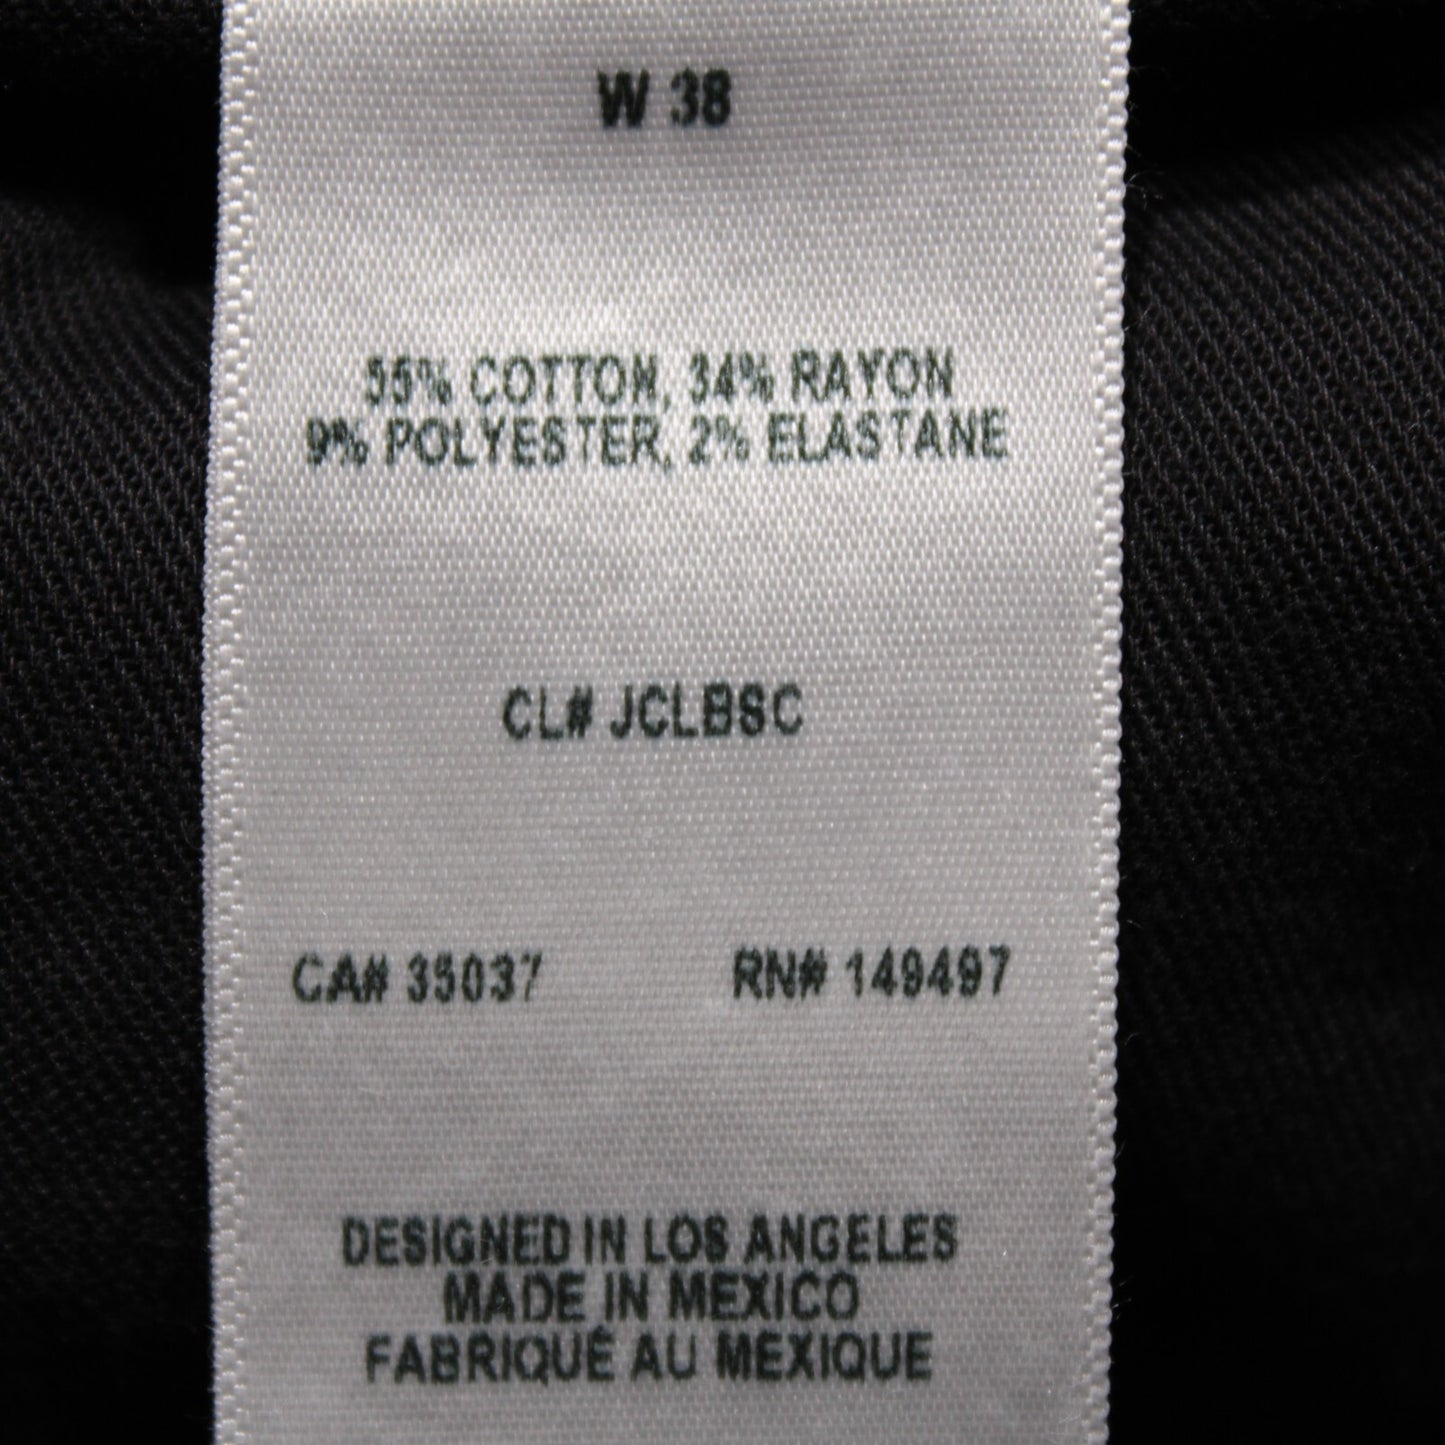 W 38
55% COTTON, 34% RAYON
9% POLYESTER, 2% ELASTANE
CL# JCLBSC
CA# 35037 RN# 149497
DESIGNED IN LOS ANGELES
MADE IN MEXICO
FABRIQUÉ AU MEXIQUE